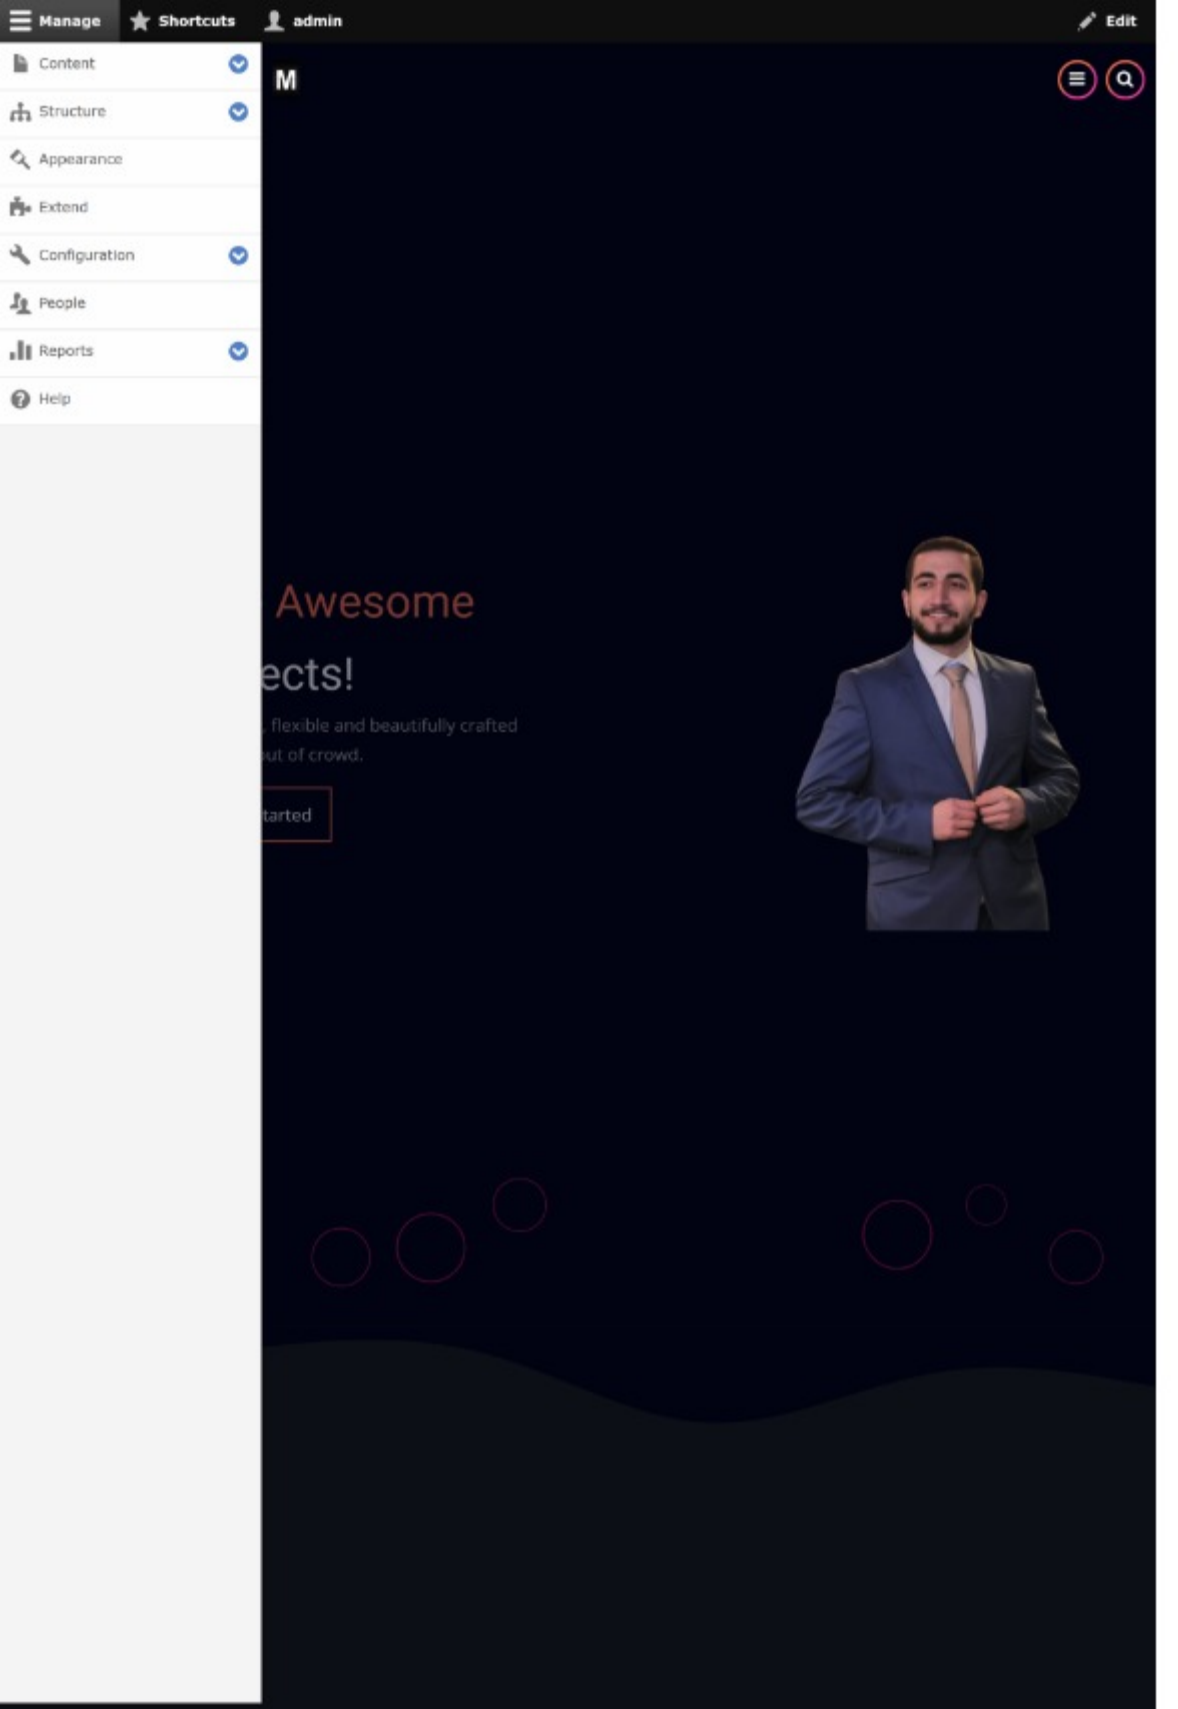 Manage Shortcuts admin Edit
Content
M
Structure
Appearance
Extend
Configuration
People
Reports
Help
Awesome
ects!
, flexible and beautifully crafted
out of crowd.
tarted